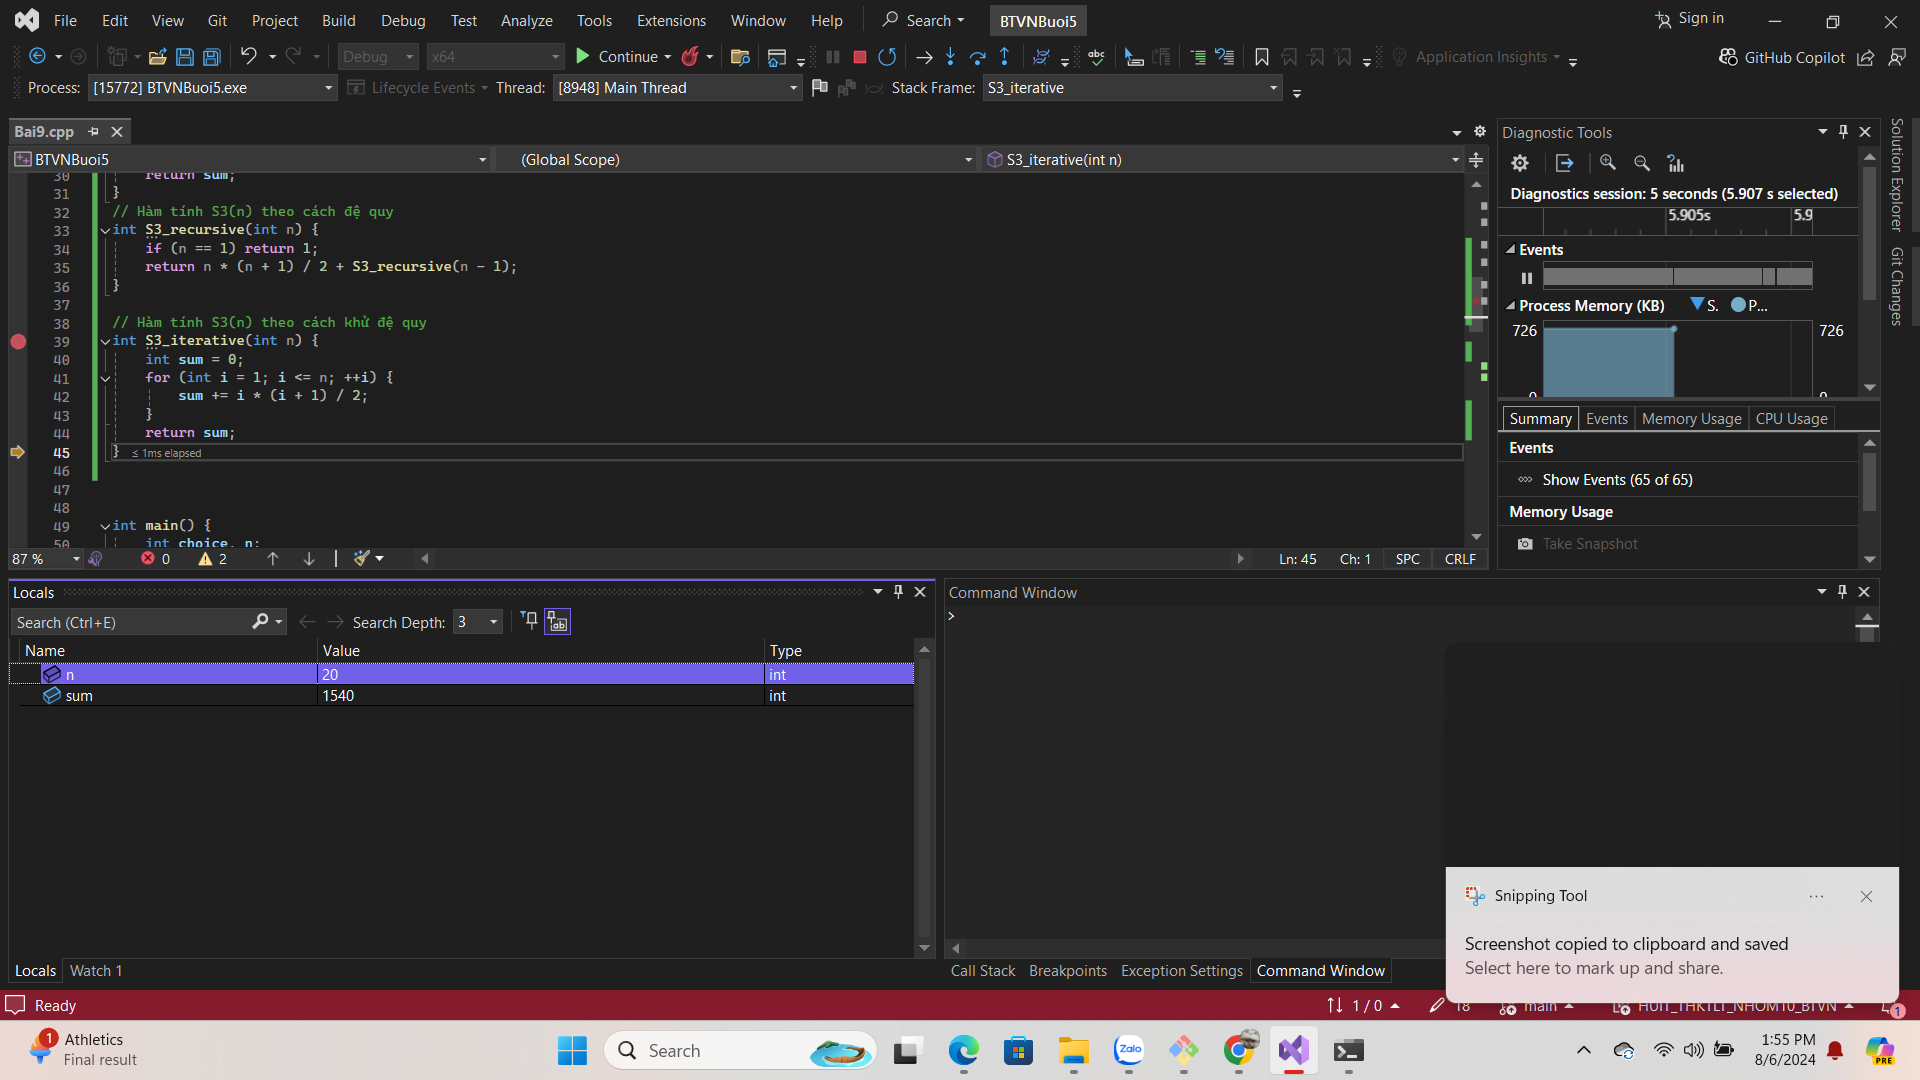 File Edit View Git Project Build Debug Test Analyze Tools Extensions Window Help Search BTVNBuoi5 Sign in
Debug x64 Continue Application Insights GitHub Copilot
Process: [15772] BTVNBuoi5.exe Lifecycle Events Thread: [8948] Main Thread Stack Frame: S3_iterative
Bai9.cpp
BTVNBuoi5 (Global Scope) S3_iterative(int n)
30 return sum;
31 }
32 // Hàm tính S3(n) theo cách đệ quy
33 int S3_recursive(int n) {
34 if (n == 1) return 1;
35 return n * (n + 1) / 2 + S3_recursive(n - 1);
36 }
37
38 // Hàm tính S3(n) theo cách khử đệ quy
39 int S3_iterative(int n) {
40 int sum = 0;
41 for (int i = 1; i <= n; ++i) {
42 sum += i * (i + 1) / 2;
43 }
44 return sum;
45 } ≤ 1ms elapsed
46
47
48
49 int main() {
50 int choice, n;
87 % 0 2 Ln: 45 Ch: 1 SPC CRLF
Diagnostic Tools
Diagnostics session: 5 seconds (5.907 s selected)
5.905s 5.9
Events
Process Memory (KB) S. P...
726 726
0 0
Summary Events Memory Usage CPU Usage
Events
Show Events (65 of 65)
Memory Usage
Take Snapshot
Solution Explorer
Git Changes
Locals
Search (Ctrl+E) Search Depth: 3
Name Value Type
n 20 int
sum 1540 int
Locals Watch 1
Command Window
>
Call Stack Breakpoints Exception Settings Command Window
Snipping Tool
Screenshot copied to clipboard and saved
Select here to mark up and share.
Ready 1 / 0 18 main HUIT_THKTLT_NHOM10_BTVN 1
1 Athletics
Final result
Search
Zalo
PRE
1:55 PM
8/6/2024